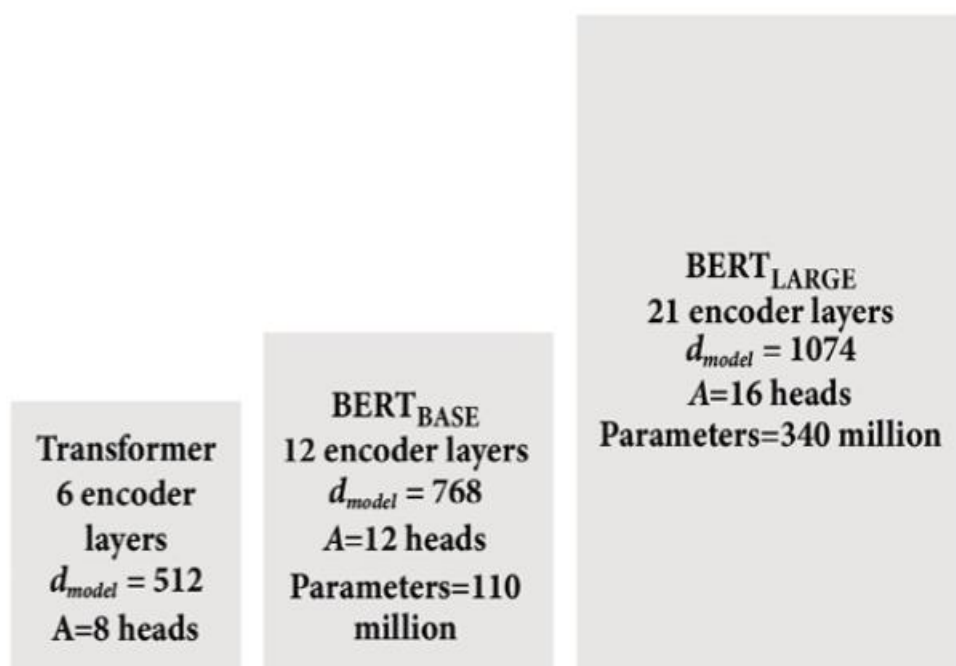 Transformer
6 encoder
layers
d_model = 512
A=8 heads
BERT_BASE
12 encoder layers
d_model = 768
A=12 heads
Parameters=110
million
BERT_LARGE
21 encoder layers
d_model = 1074
A=16 heads
Parameters=340 million